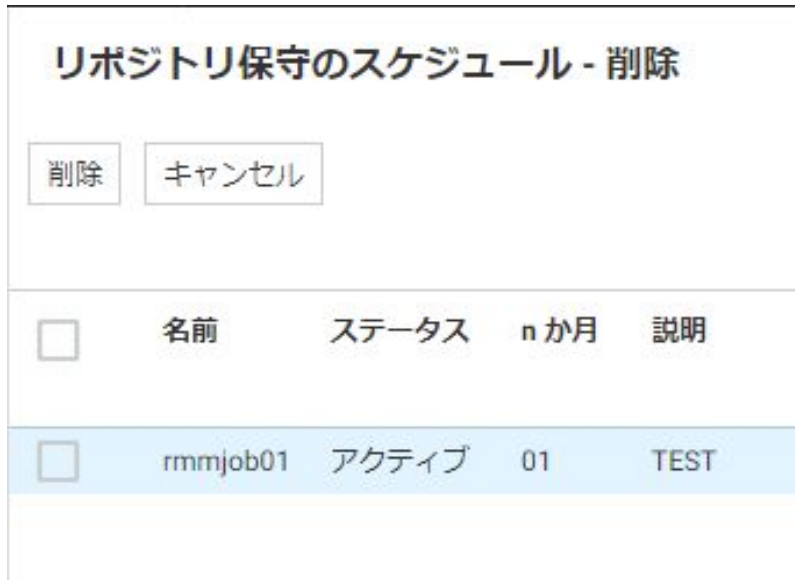 リポジトリ保守のスケジュール - 削除
削除 キャンセル
名前 ステータス n か月 説明
rmmjob01 アクティブ 01 TEST